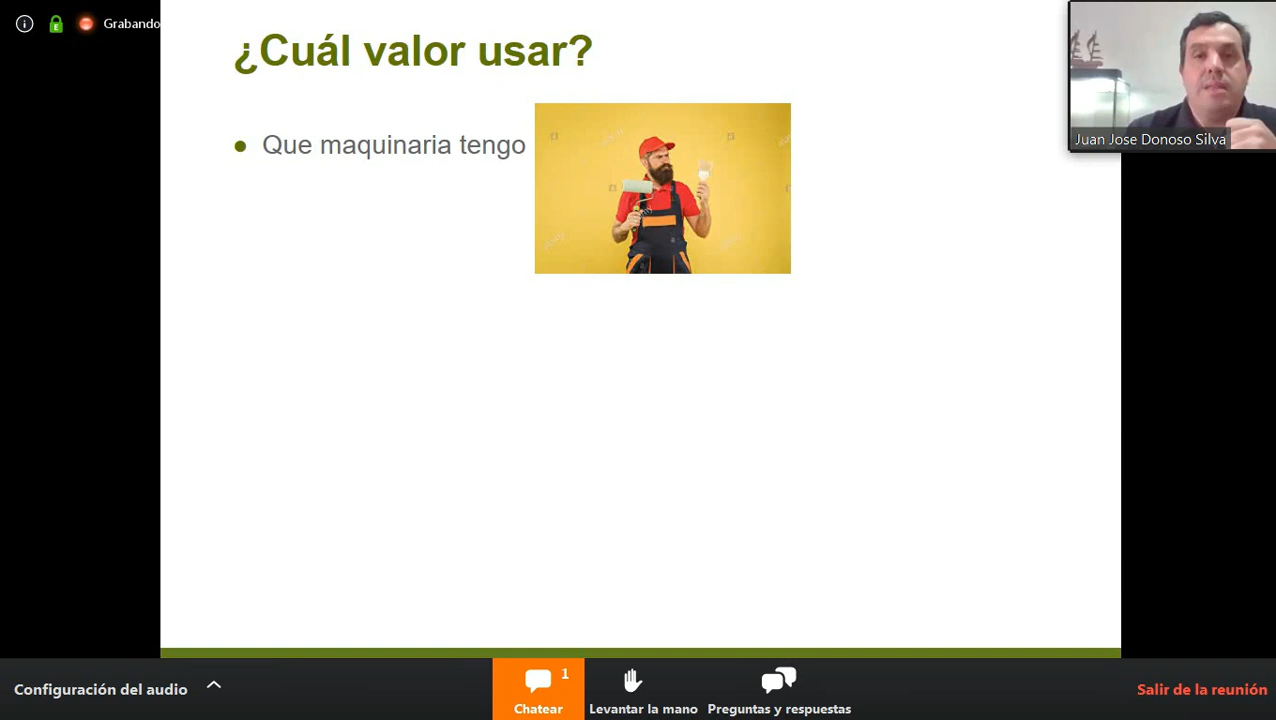 Grabando
¿Cuál valor usar?
● Que maquinaria tengo
Juan Jose Donoso Silva
Configuración del audio
1
Chatear
Levantar la mano
Preguntas y respuestas
Salir de la reunión